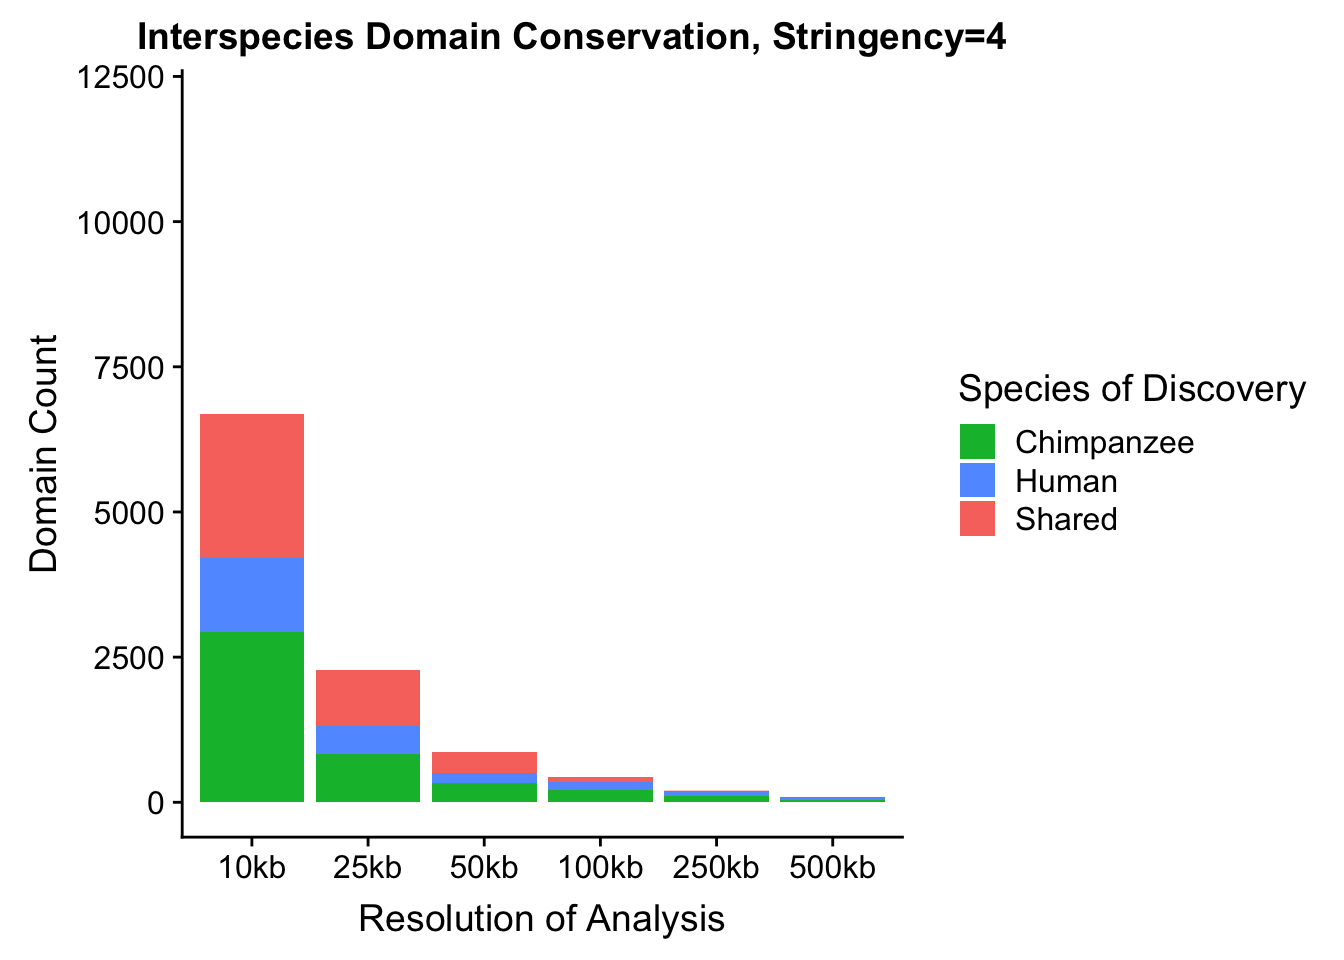 Interspecies Domain Conservation, Stringency=4
12500
10000
7500
5000
2500
0
Domain Count
10kb 25kb 50kb 100kb 250kb 500kb
Resolution of Analysis
Species of Discovery
Chimpanzee
Human
Shared